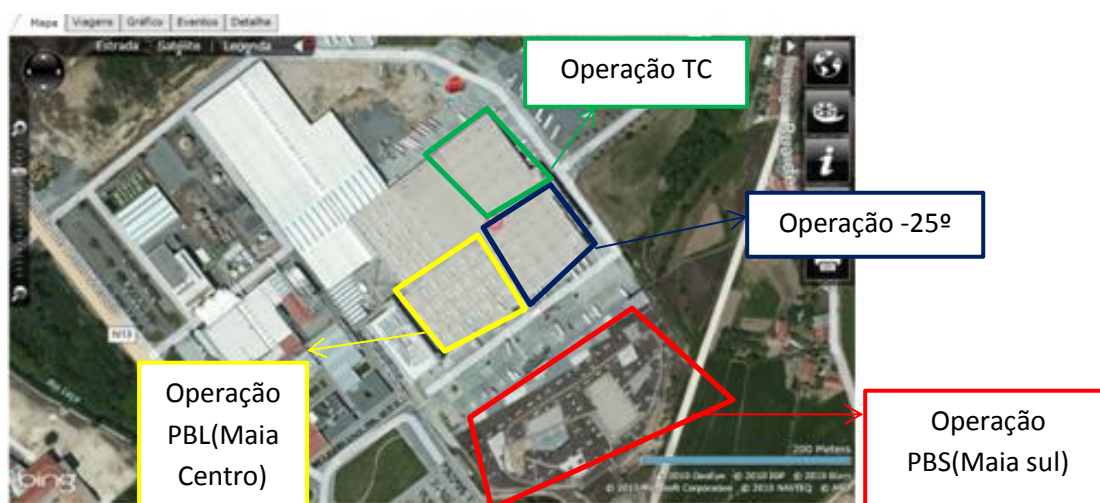 Mapa Viagens Gráfico Eventos Detalhe
Estrada Satélite Legenda
Operação TC
Operação -25º
N13
Operação
PBL(Maia
Centro)
Operação
PBS(Maia sul)
200 Meters
bing